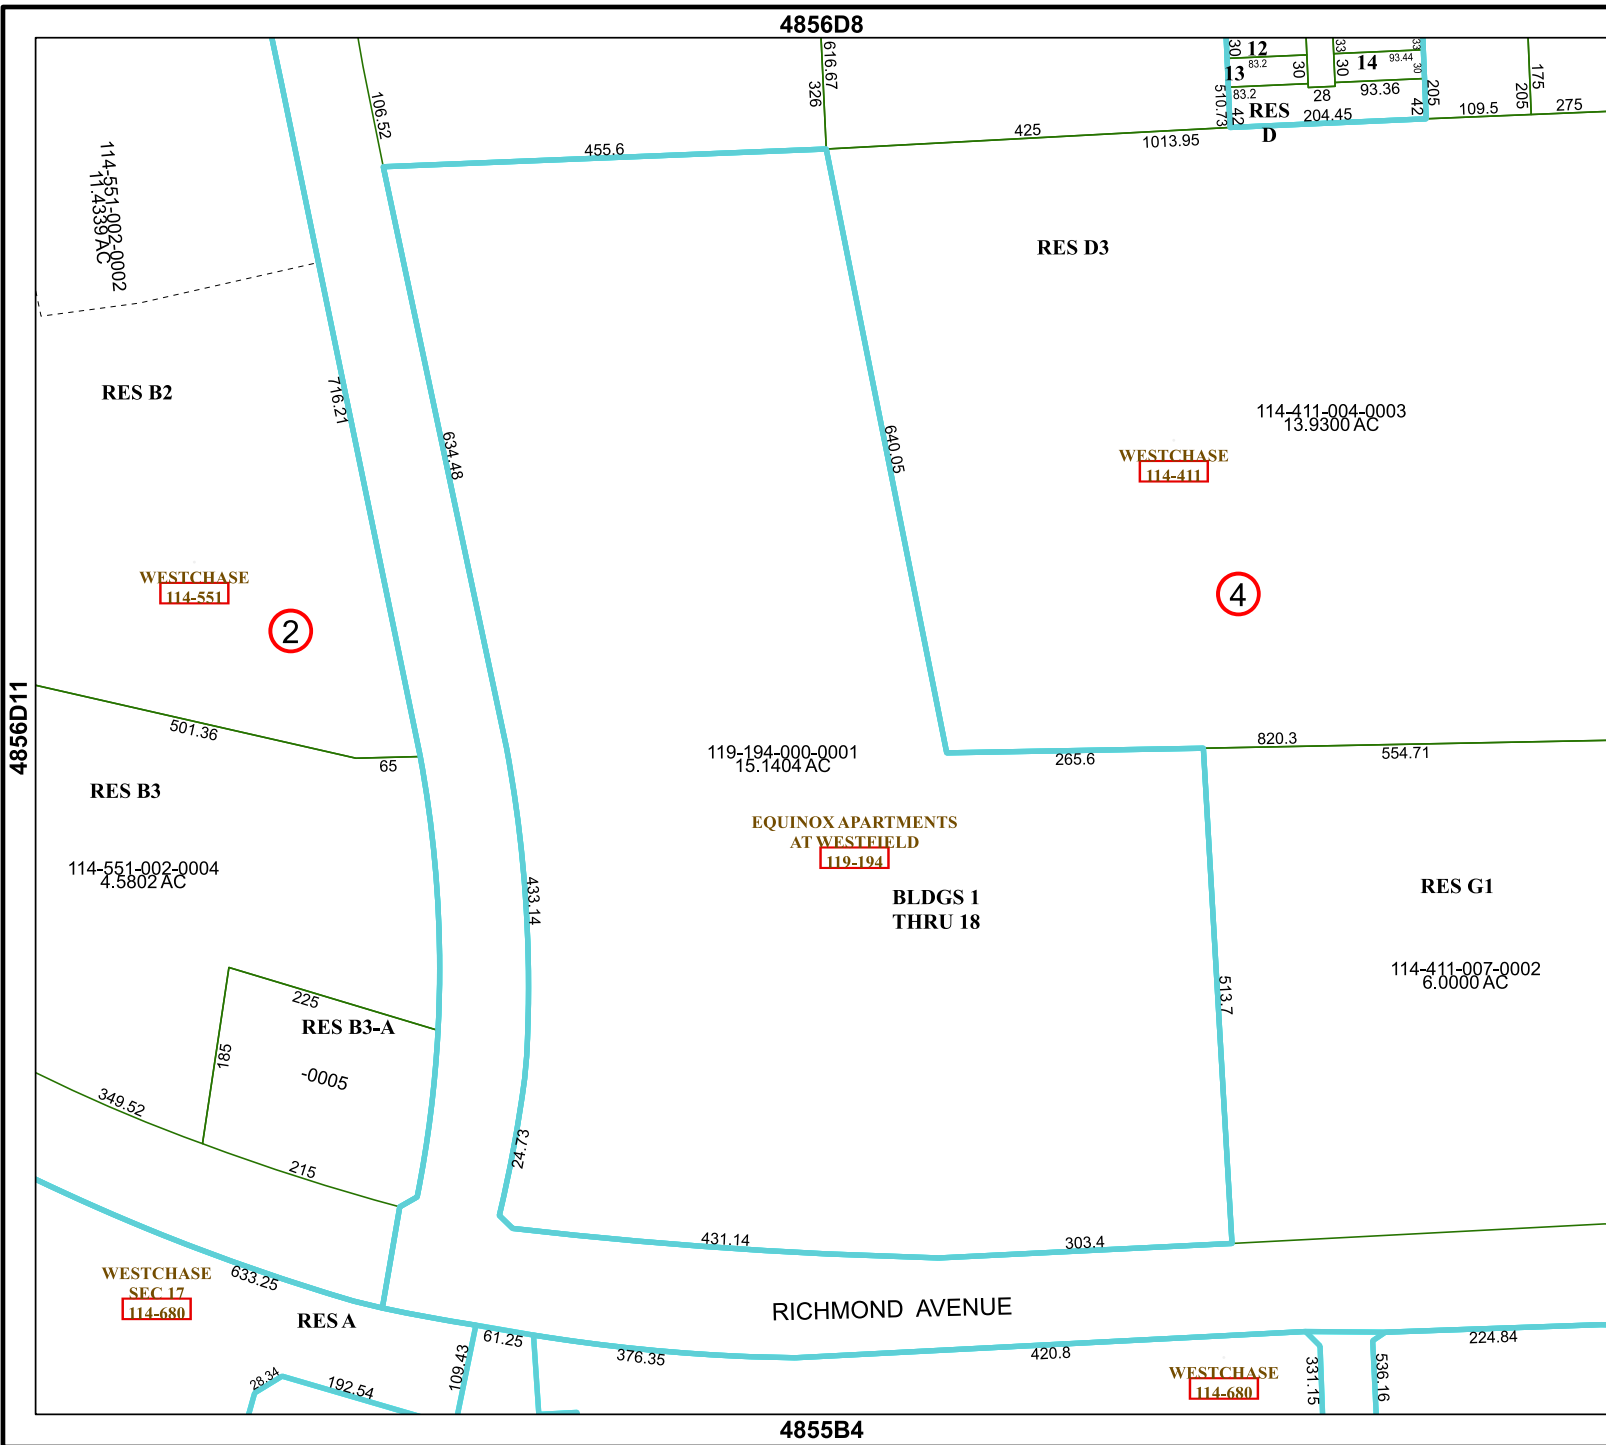 4856D8
616.67
326
106.52
455.6
425
1013.95
30
12
83.2
13
30
83.2
510.73
42
28
RES
D
204.45
33
30
14
93.44
33
30
93.36
42
205
109.5
175
205
275
114-551-002-0002
11.4339 AC
RES D3
RES B2
716.21
634.48
640.05
114-411-004-0003
13.9300 AC
WESTCHASE
114-411
WESTCHASE
114-551
2
4
4856D11
501.36
65
119-194-000-0001
15.1404 AC
265.6
820.3
554.71
RES B3
EQUINOX APARTMENTS
AT WESTFIELD
119-194
114-551-002-0004
4.5802 AC
433.14
BLDGS 1
THRU 18
RES G1
114-411-007-0002
6.0000 AC
513.7
225
RES B3-A
185
-0005
349.52
215
24.73
431.14
303.4
WESTCHASE
SEC 17
114-680
633.25
RES A
RICHMOND AVENUE
61.25
109.43
376.35
420.8
224.84
28.34
192.54
WESTCHASE
114-680
331.15
536.16
4855B4